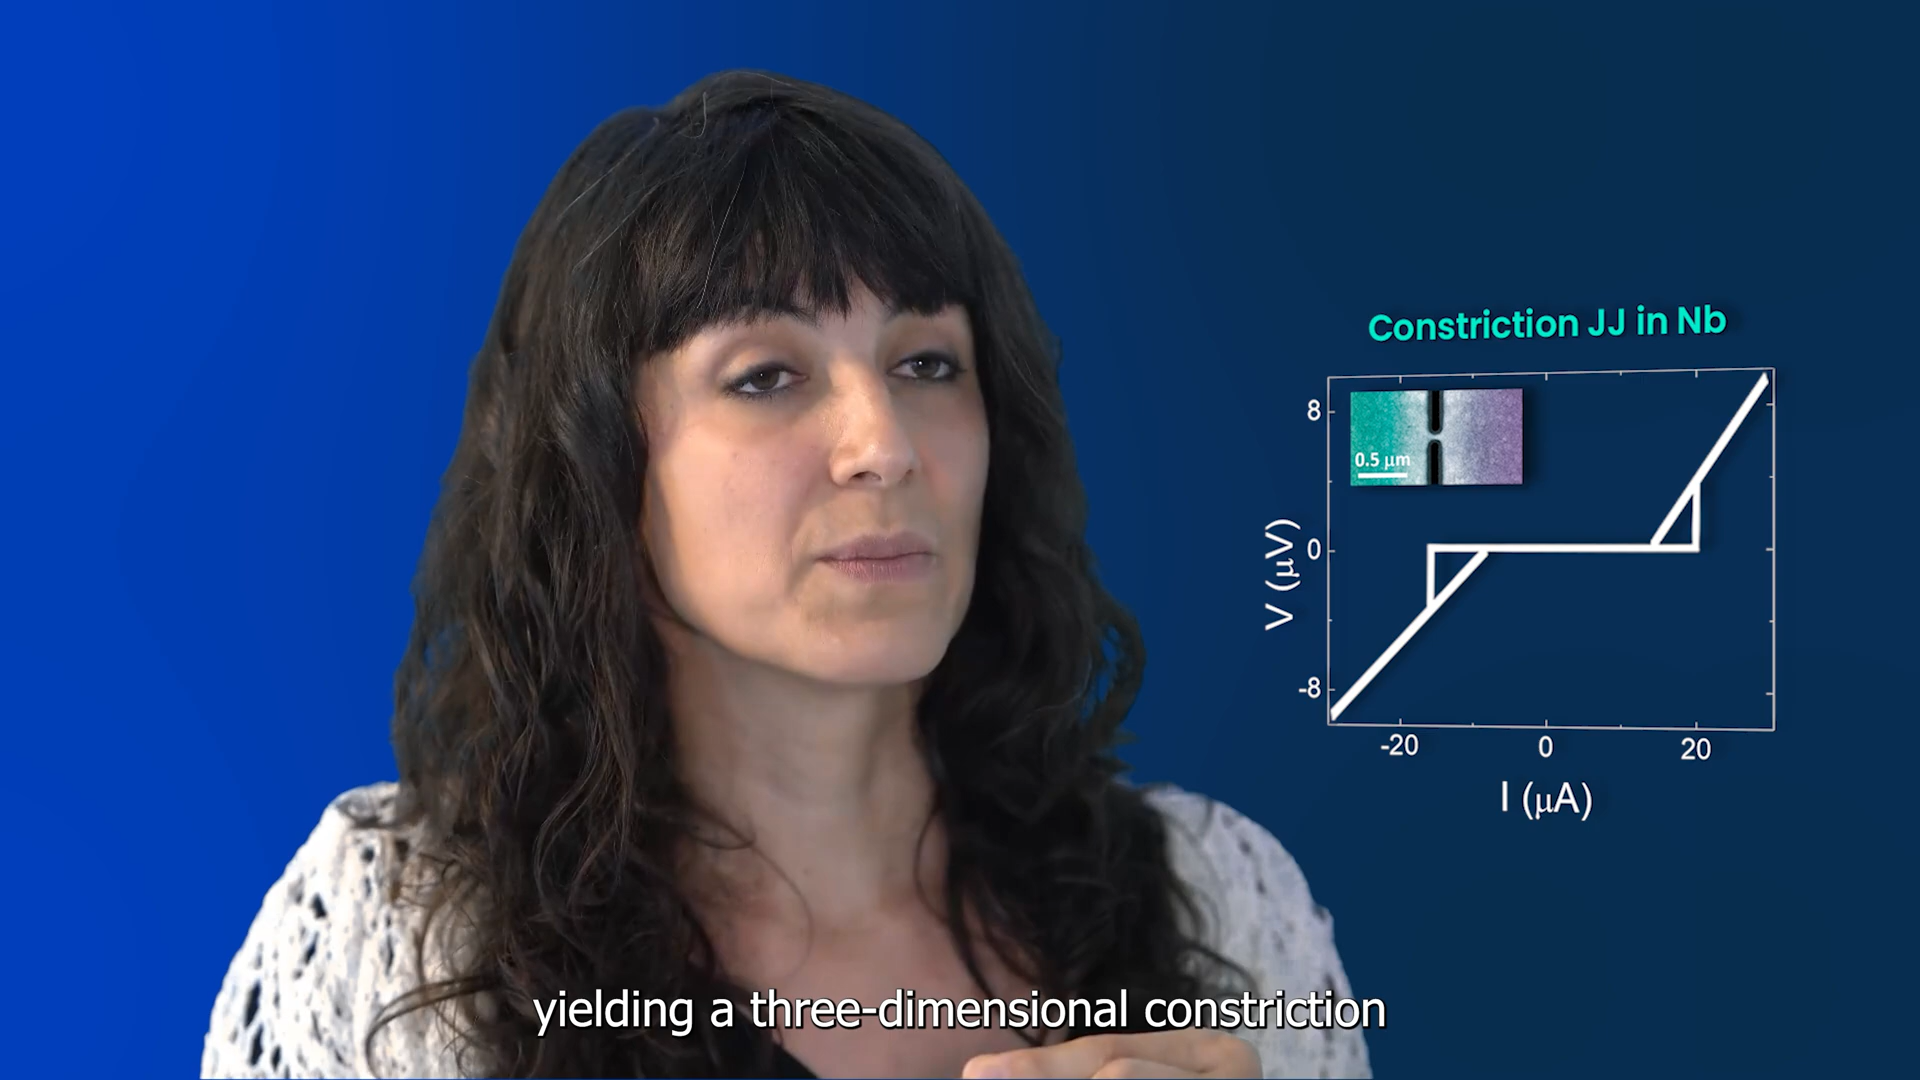 Constriction JJ in Nb
8
0.5 μm
0
V (μV)
-8
-20 0 20
I (μA)
yielding a three-dimensional constriction